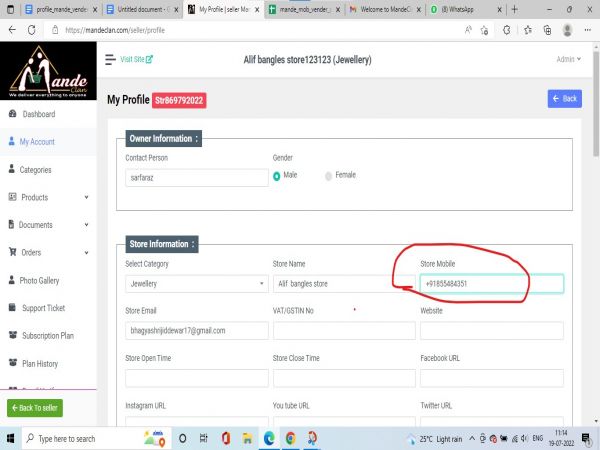 profile_mande_vender
Untitled document - G
My Profile | seller Man
mande_mob_vender_
Welcome to MandeCl
(8) WhatsApp
https://mandeclan.com/seller/profile
Mande
Clan
We deliver everything to anyone
Visit Site
Alif bangles store123123 (Jewellery)
Admin
My Profile Str869792022
Back
Dashboard
My Account
Categories
Products
Documents
Orders
Photo Gallery
Support Ticket
Subscription Plan
Plan History
Back To seller
Owner Information :
Contact Person
Gender
sarfaraz
Male
Female
Store Information :
Select Category
Store Name
Store Mobile
Jewellery
Alif bangles store
+91855484351
Store Email
VAT/GSTIN No
Website
bhagyashrijiddewar17@gmail.com
Store Open Time
Store Close Time
Facebook URL
Instagram URL
You tube URL
Twitter URL
Type here to search
25°C Light rain
ENG
11:14
19-07-2022